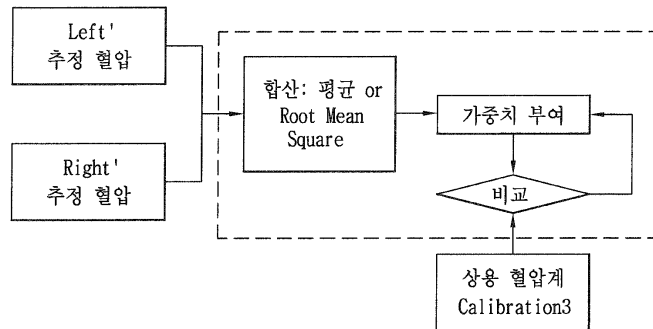 Left'
추정 혈압
합산: 평균 or
Root Mean
Square
가중치 부여
Right'
추정 혈압
비교
상용 혈압계
Calibration3